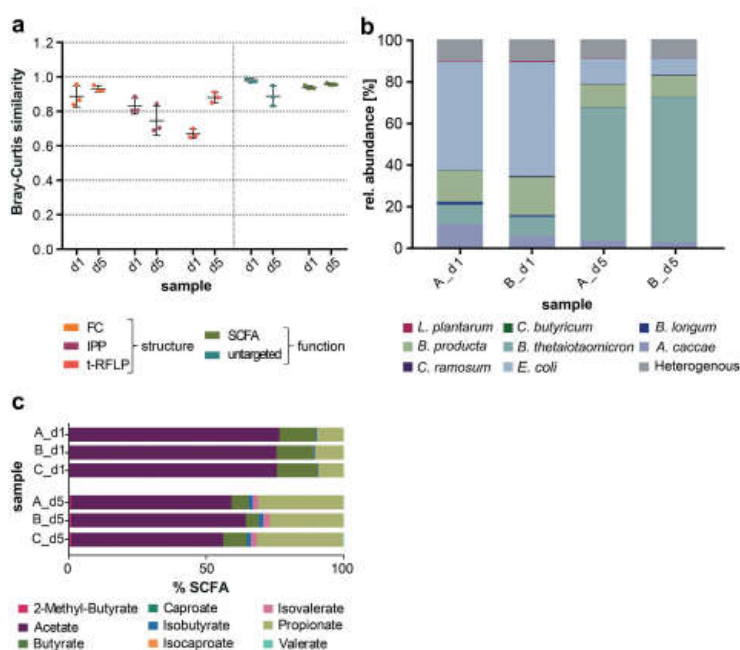 a
1.2
1.0
0.8
0.6
0.4
0.2
0.0
Bray-Curtis similarity
d1 d5 d1 d5 d1 d5 d1 d5 d1 d5
sample
FC
IPP
t-RFLP
structure
SCFA
untargeted
function
b
100
80
60
40
20
0
rel. abundance [%]
A_d1 B_d1 A_d5 B_d5
sample
L. plantarum C. butyricum B. longum
B. producta B. thetaiotaomicron A. caccae
C. ramosum E. coli Heterogenous
c
sample
A_d1
B_d1
C_d1
A_d5
B_d5
C_d5
0 50 100
% SCFA
2-Methyl-Butyrate Caproate Isovalerate
Acetate Isobutyrate Propionate
Butyrate Isocaproate Valerate